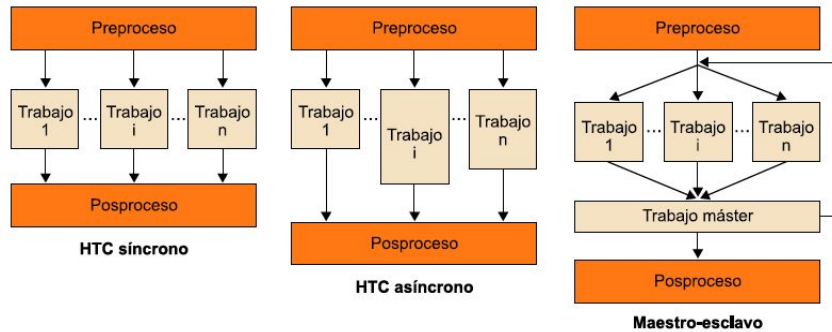 Preproceso
Trabajo
1
...
Trabajo
i
...
Trabajo
n
Posproceso
HTC síncrono
Preproceso
Trabajo
1
...
Trabajo
i
...
Trabajo
n
Posproceso
HTC asíncrono
Preproceso
Trabajo
1
...
Trabajo
i
...
Trabajo
n
Trabajo máster
Posproceso
Maestro-esclavo